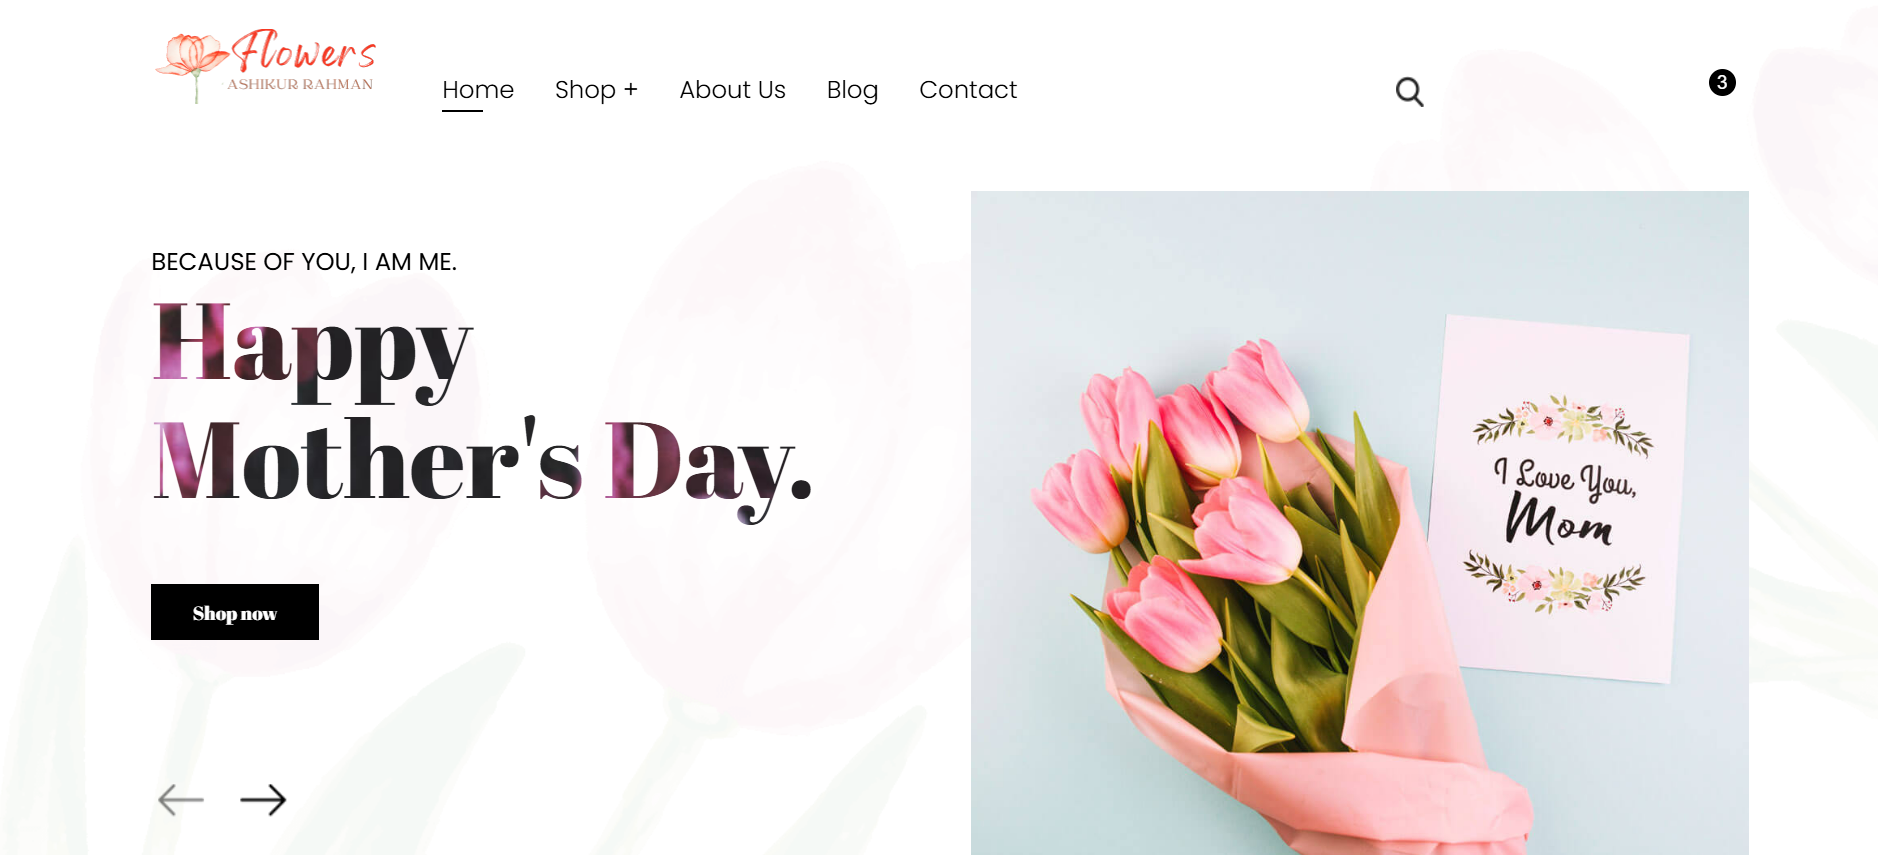 Flowers
ASHIKUR RAHMAN
Home Shop + About Us Blog Contact
3
BECAUSE OF YOU, I AM ME.
Happy
Mother's Day.
Shop now
I Love You,
Mom